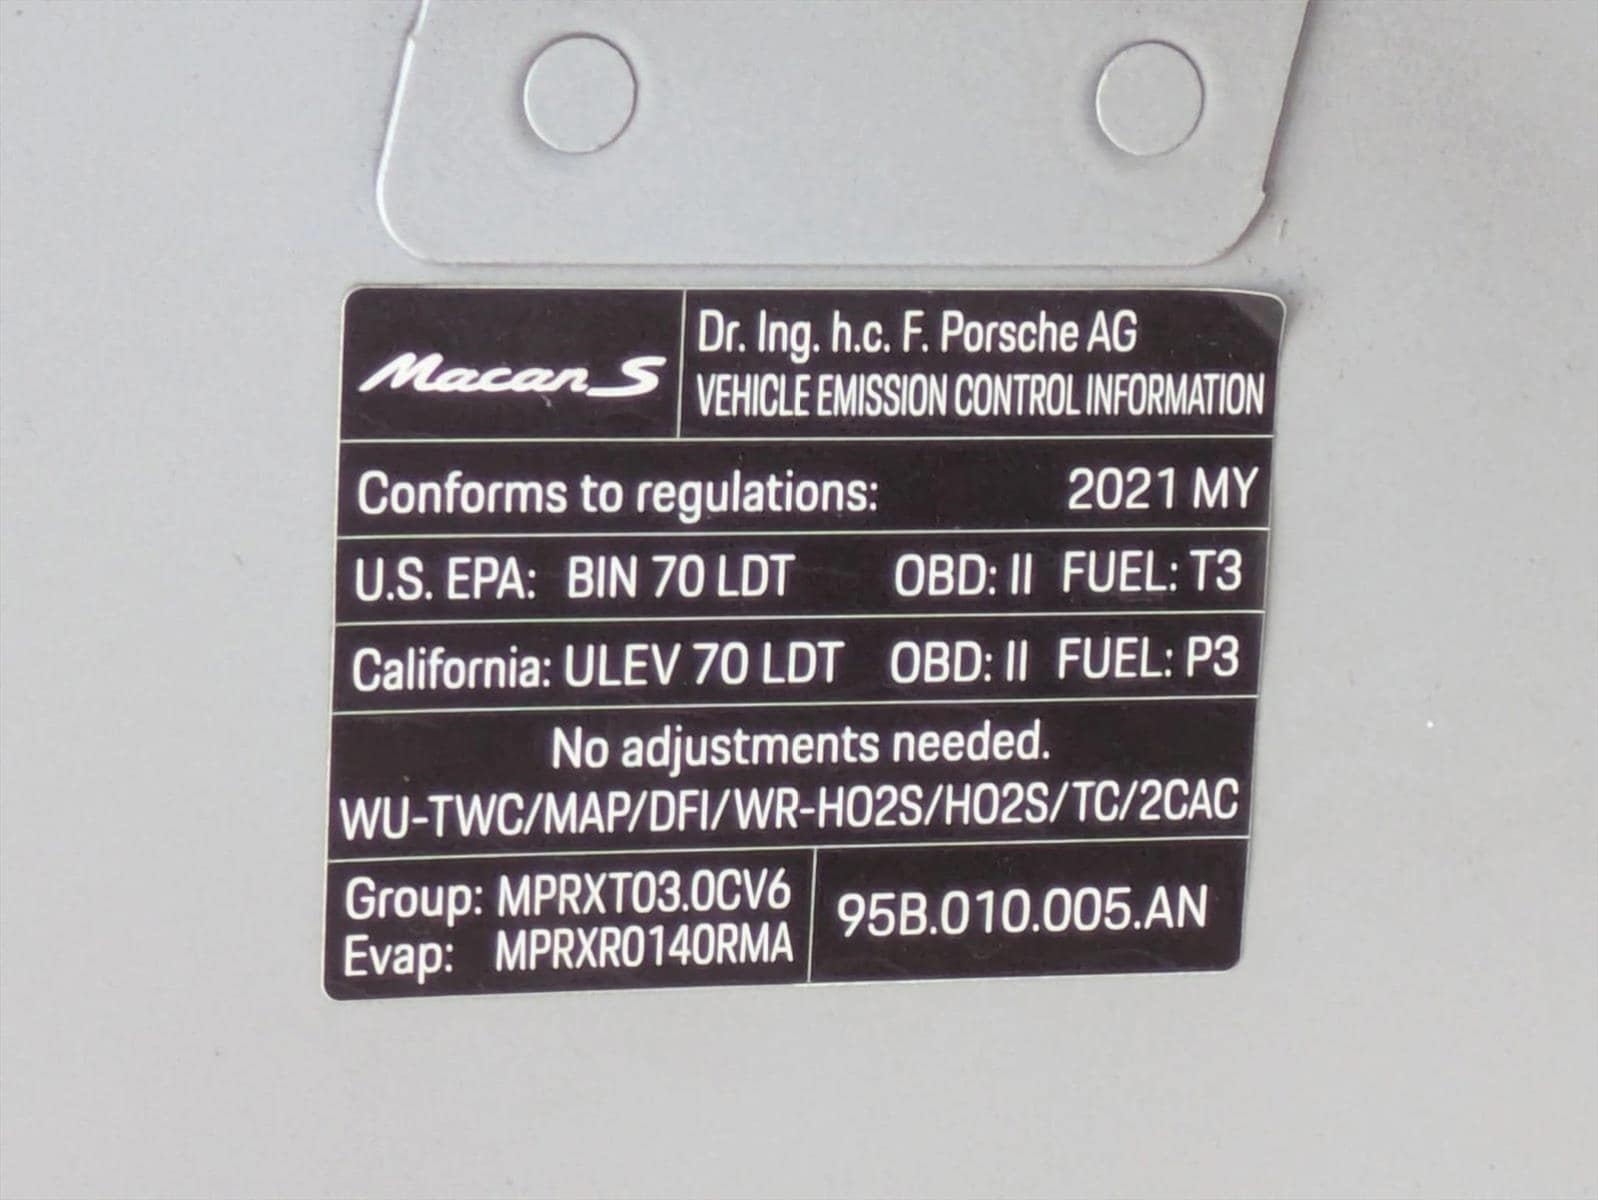 Macan S
Dr. Ing. h.c. F. Porsche AG
VEHICLE EMISSION CONTROL INFORMATION
Conforms to regulations: 2021 MY
U.S. EPA: BIN 70 LDT OBD: II FUEL: T3
California: ULEV 70 LDT OBD: II FUEL: P3
No adjustments needed.
WU-TWC/MAP/DFI/WR-HO2S/HO2S/TC/2CAC
Group: MPRXT03.0CV6
Evap: MPRXR0140RMA
95B.010.005.AN